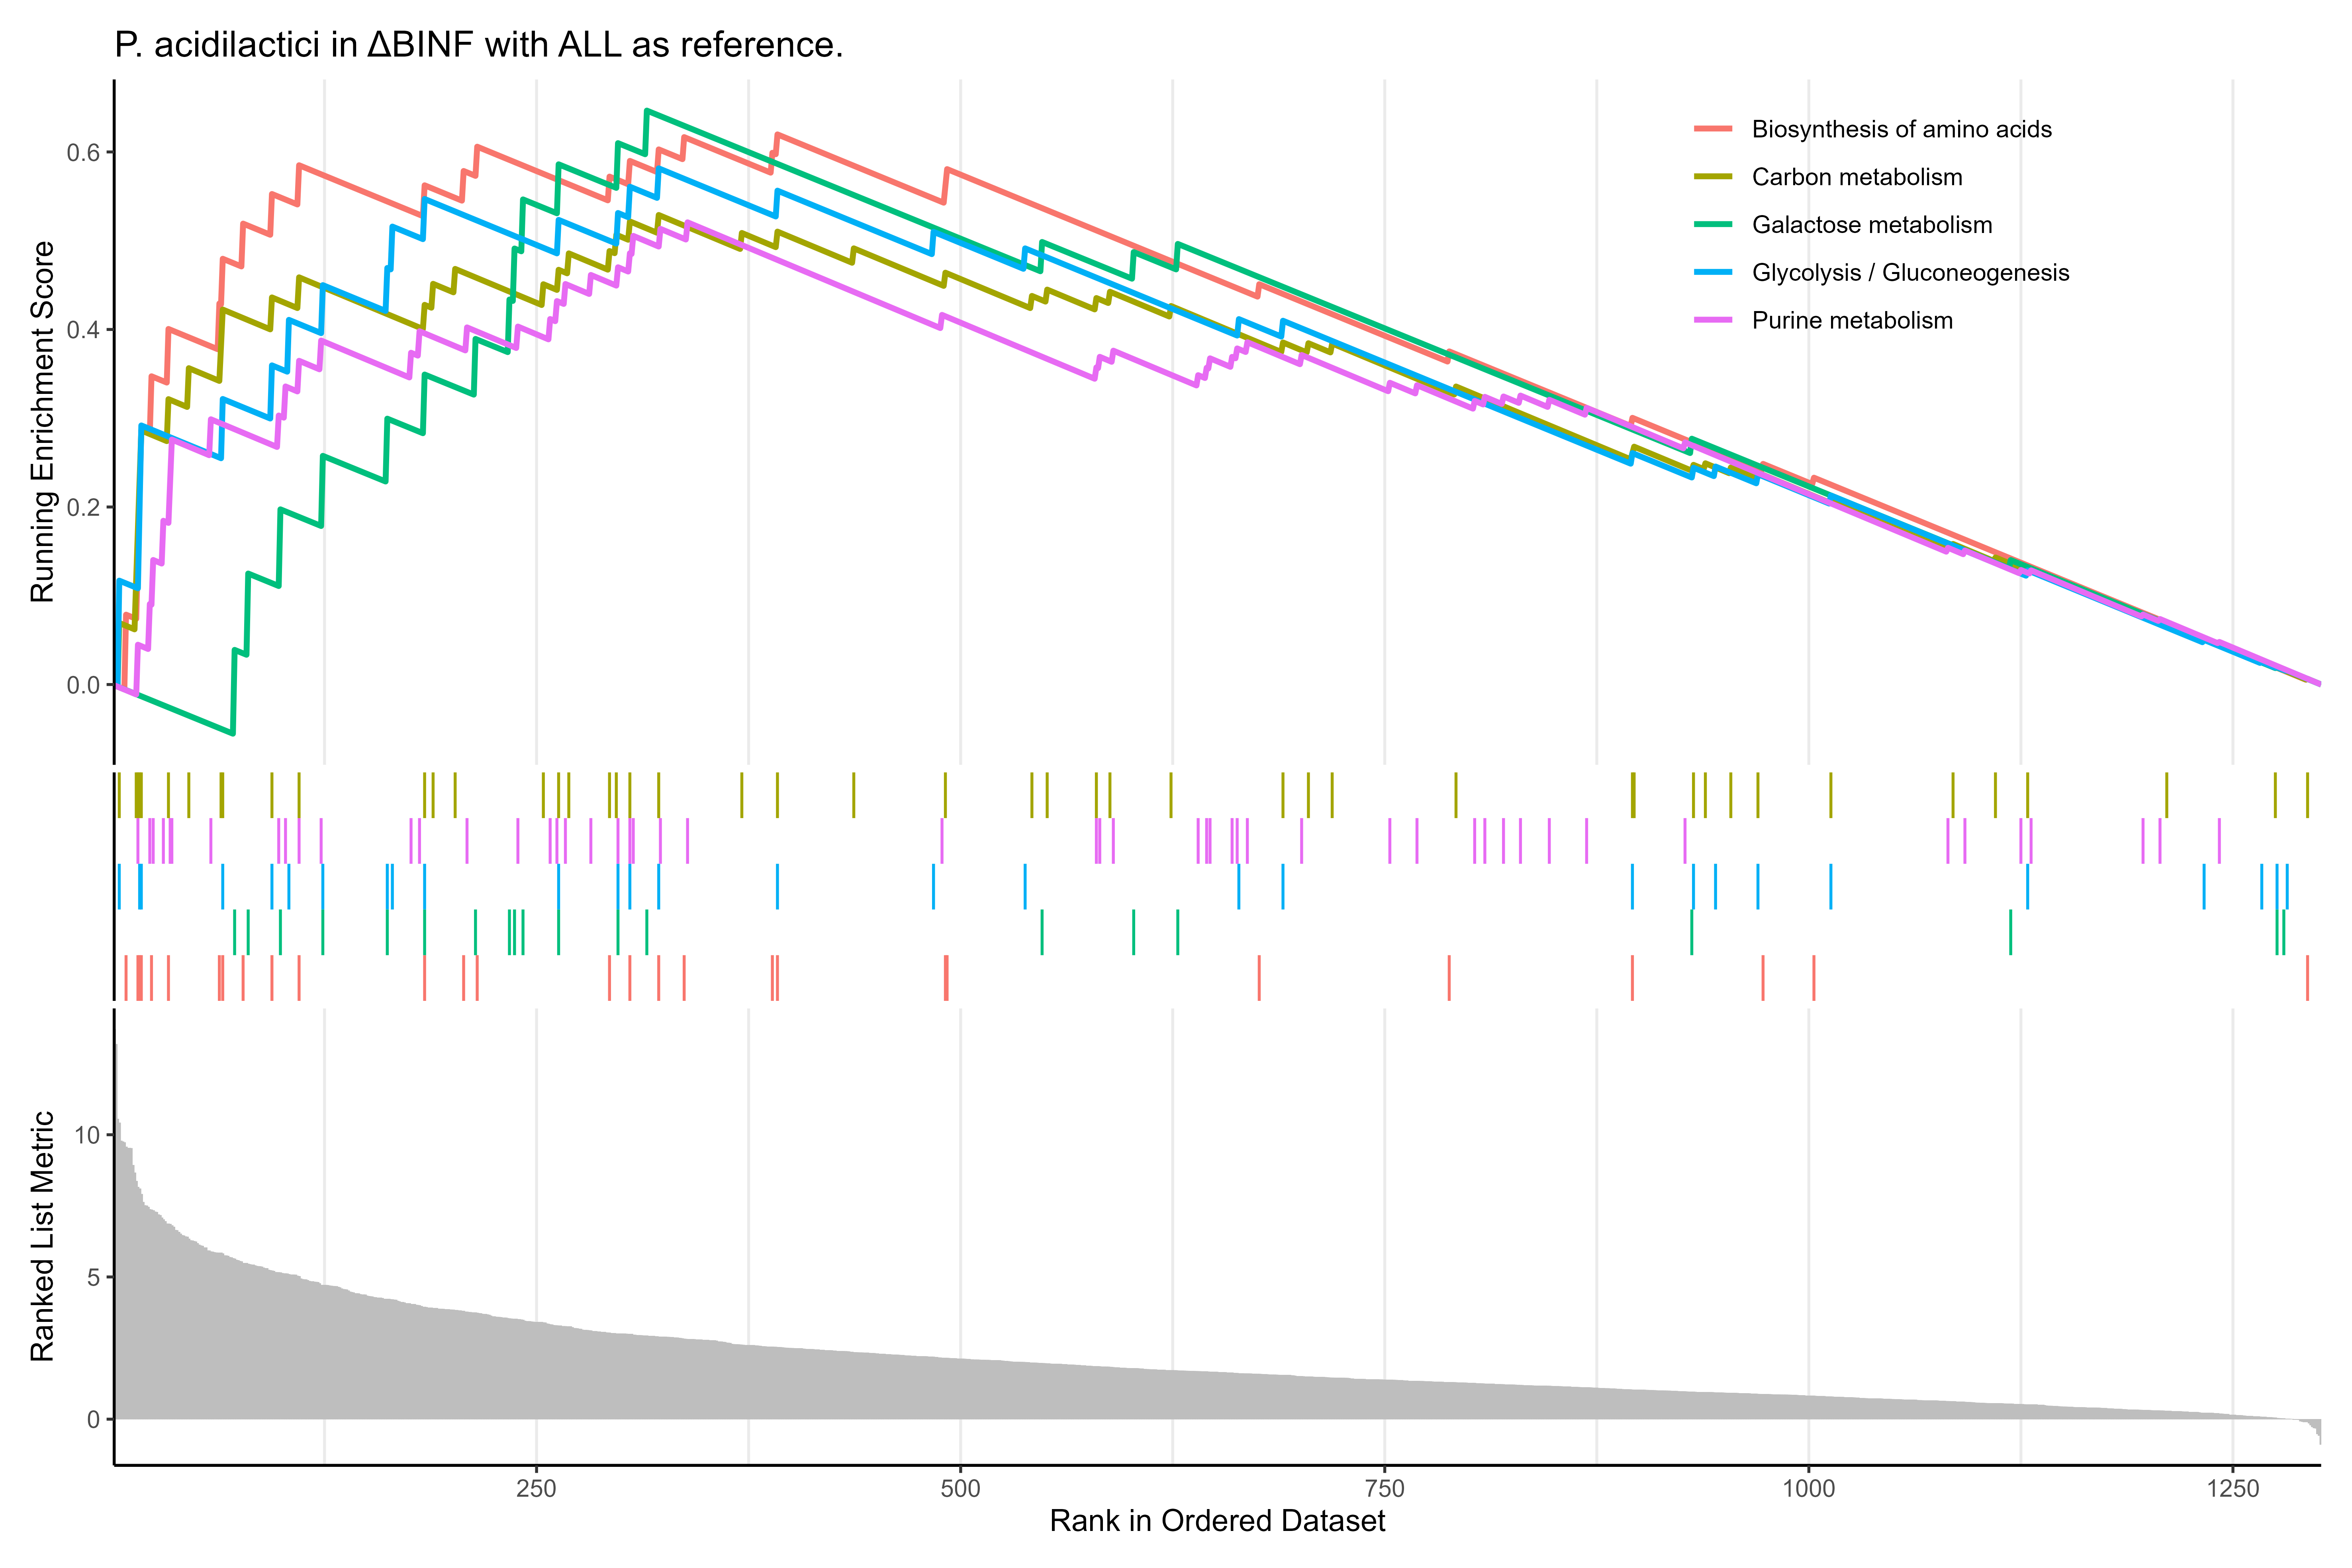 P. acidilactici in ΔBINF with ALL as reference.
Running Enrichment Score
0.6
0.4
0.2
0.0
Biosynthesis of amino acids
Carbon metabolism
Galactose metabolism
Glycolysis / Gluconeogenesis
Purine metabolism
Ranked List Metric
10
5
0
250
500
750
1000
1250
Rank in Ordered Dataset